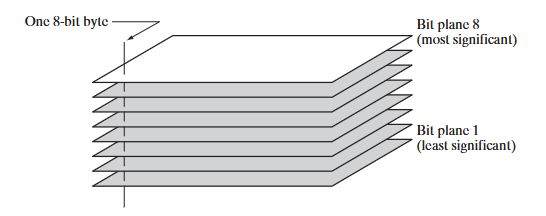 One 8-bit byte
Bit plane 8
(most significant)
Bit plane 1
(least significant)